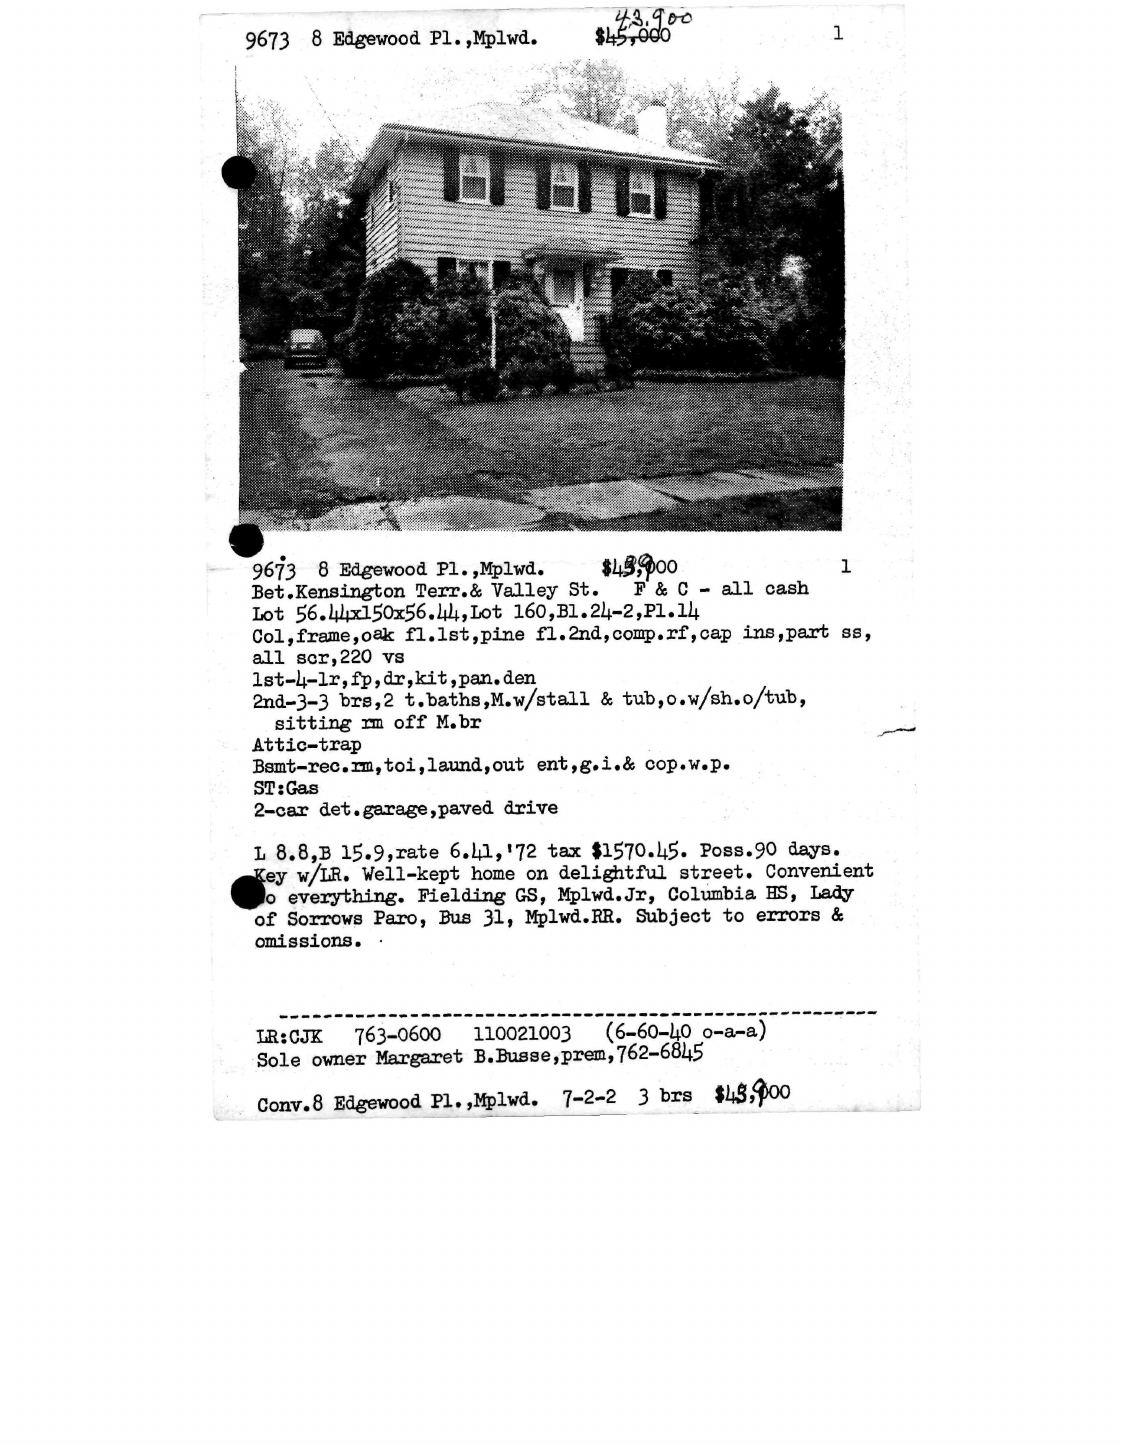 43,900
9673 8 Edgewood Pl.,Mplwd. $45,000 1
9673 8 Edgewood Pl.,Mplwd. $43,900 1
Bet.Kensington Terr.& Valley St. F & C - all cash
Lot 56.44x150x56.44,Lot 160,Bl.24-2,Pl.14
Col,frame,oak fl.1st,pine fl.2nd,comp.rf,cap ins,part ss,
all scr,220 vs
1st-4-lr,fp,dr,kit,pan.den
2nd-3-3 brs,2 t.baths,M.w/stall & tub,o.w/sh.o/tub,
sitting rm off M.br
Attic-trap
Bsmt-rec.rm,toi,laund,out ent,g.i.& cop.w.p.
ST:Gas
2-car det.garage,paved drive
L 8.8,B 15.9,rate 6.41,'72 tax $1570.45. Poss.90 days.
Key w/LR. Well-kept home on delightful street. Convenient
to everything. Fielding GS, Mplwd.Jr, Columbia HS, Lady
of Sorrows Paro, Bus 31, Mplwd.RR. Subject to errors &
omissions.
LR:CJK 763-0600 110021003 (6-60-40 o-a-a)
Sole owner Margaret B.Busse,prem,762-6845
Conv.8 Edgewood Pl.,Mplwd. 7-2-2 3 brs $43,900